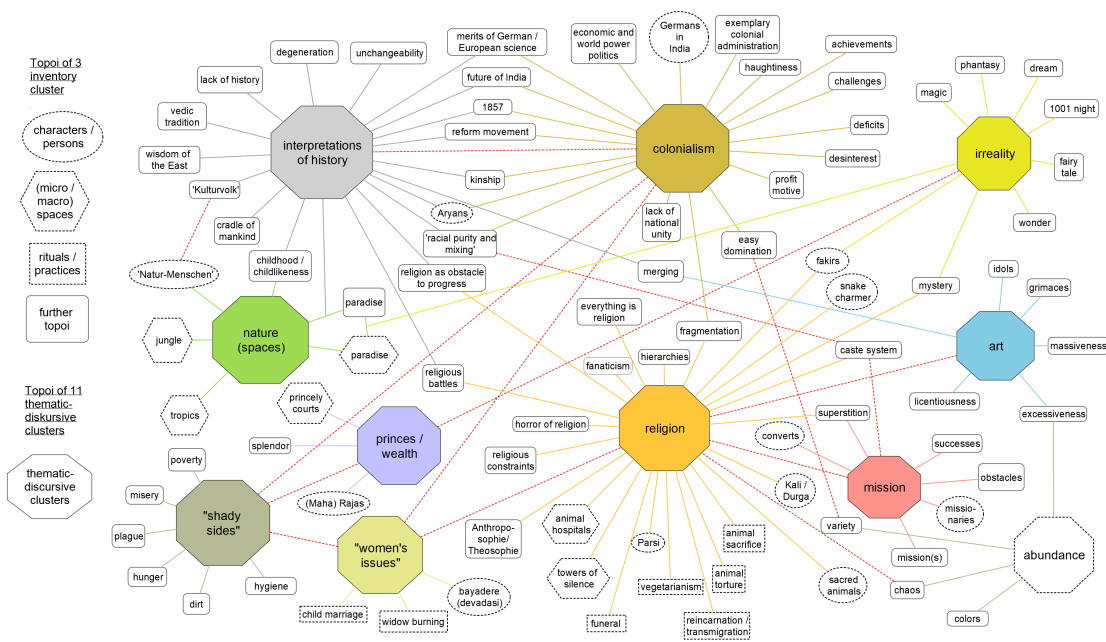 Topoi of 3
inventory
cluster
characters /
persons
(micro /
macro)
spaces
rituals /
practices
further
topoi
Topoi of 11
thematic-
diskursive
clusters
thematic-
discursive
clusters
degeneration
unchangeability
lack of history
vedic
tradition
wisdom of
the East
'Kulturvolk'
cradle of
mankind
childhood /
childlikeness
interpretations
of history
merits of German /
European science
future of India
1857
reform movement
kinship
Aryans
'racial purity and
mixing'
religion as obstacle
to progress
economic and
world power
politics
Germans
in
India
exemplary
colonial
administration
haughtiness
achievements
challenges
deficits
desinterest
profit
motive
colonialism
lack of
national
unity
easy
domination
merging
phantasy
dream
magic
1001 night
fairy
tale
wonder
irreality
'Natur-Menschen'
nature
(spaces)
jungle
tropics
paradise
paradise
religious
battles
everything is
religion
fanaticism
hierarchies
fragmentation
fakirs
snake
charmer
mystery
caste system
idols
grimaces
massiveness
art
licentiousness
excessiveness
princely
courts
splendor
princes /
wealth
(Maha) Rajas
horror of religion
religious
constraints
religion
superstition
converts
Kali /
Durga
mission
successes
obstacles
missio-
naries
mission(s)
variety
abundance
chaos
colors
poverty
misery
plague
hunger
dirt
hygiene
"shady
sides"
"women's
issues"
child marriage
widow burning
bayadere
(devadasi)
Anthropo-
sophie/
Theosophie
animal
hospitals
towers of
silence
funeral
Parsi
vegetarianism
animal
sacrifice
animal
torture
reincarnation /
transmigration
sacred
animals